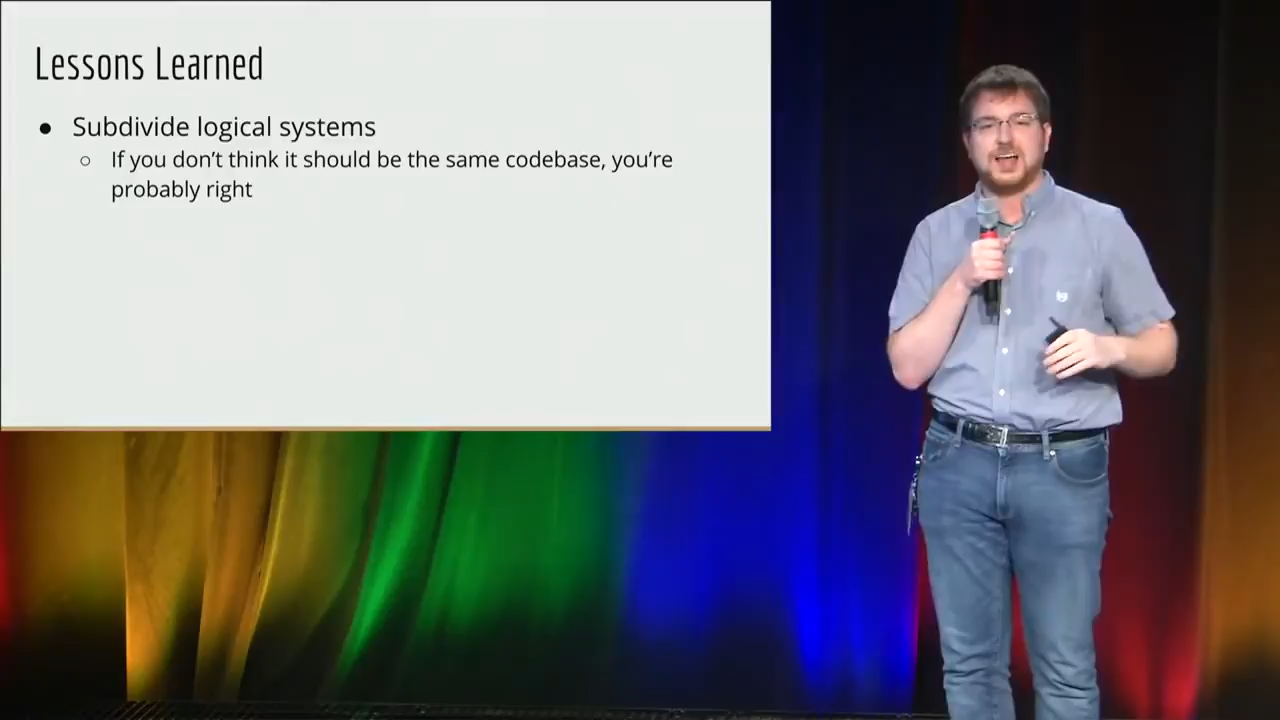 Lessons Learned
● Subdivide logical systems
○ If you don't think it should be the same codebase, you're
probably right